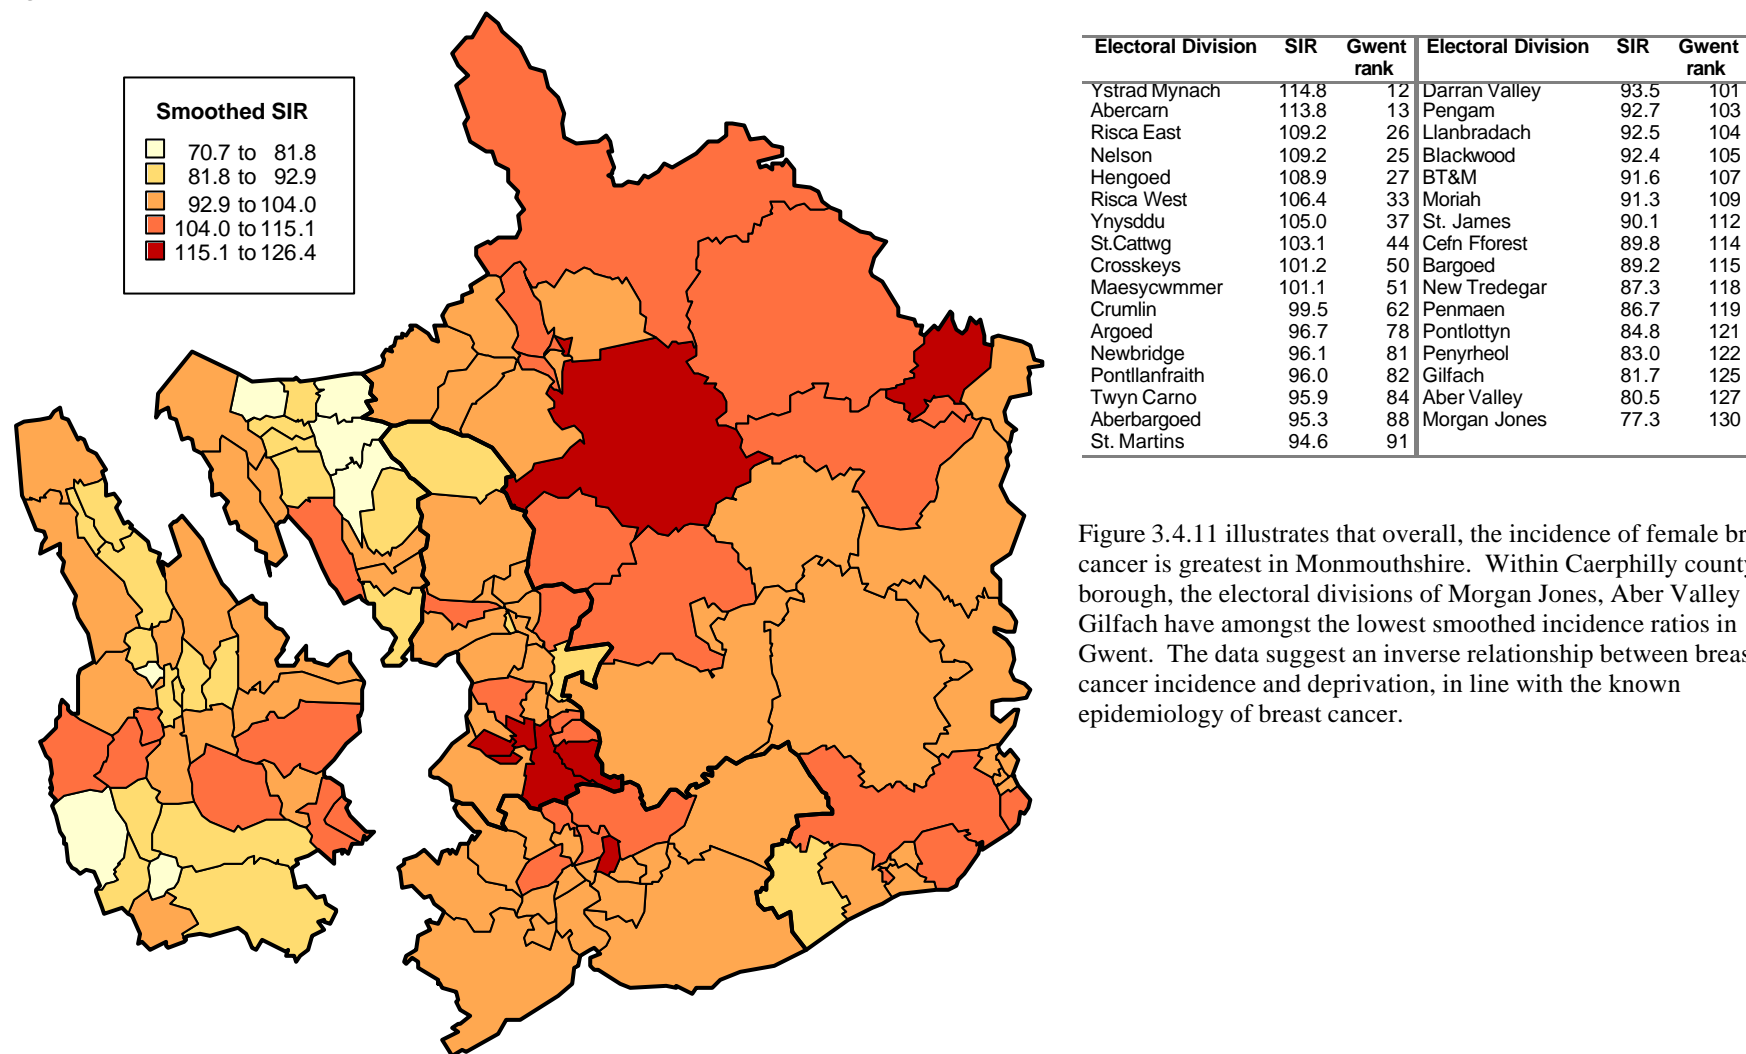 Smoothed SIR
70.7 to 81.8
81.8 to 92.9
92.9 to 104.0
104.0 to 115.1
115.1 to 126.4
Electoral Division SIR Gwent rank Electoral Division SIR Gwent rank
Ystrad Mynach 114.8 12 Darran Valley 93.5 101
Abercarn 113.8 13 Pengam 92.7 103
Risca East 109.2 26 Llanbradach 92.5 104
Nelson 109.2 25 Blackwood 92.4 105
Hengoed 108.9 27 BT&M 91.6 107
Risca West 106.4 33 Moriah 91.3 109
Ynysddu 105.0 37 St. James 90.1 112
St.Cattwg 103.1 44 Cefn Fforest 89.8 114
Crosskeys 101.2 50 Bargoed 89.2 115
Maesycwmmer 101.1 51 New Tredegar 87.3 118
Crumlin 99.5 62 Penmaen 86.7 119
Argoed 96.7 78 Pontlottyn 84.8 121
Newbridge 96.1 81 Penyrheol 83.0 122
Pontllanfraith 96.0 82 Gilfach 81.7 125
Twyn Carno 95.9 84 Aber Valley 80.5 127
Aberbargoed 95.3 88 Morgan Jones 77.3 130
St. Martins 94.6 91
Figure 3.4.11 illustrates that overall, the incidence of female br
cancer is greatest in Monmouthshire. Within Caerphilly county
borough, the electoral divisions of Morgan Jones, Aber Valley
Gilfach have amongst the lowest smoothed incidence ratios in
Gwent. The data suggest an inverse relationship between breas
cancer incidence and deprivation, in line with the known
epidemiology of breast cancer.